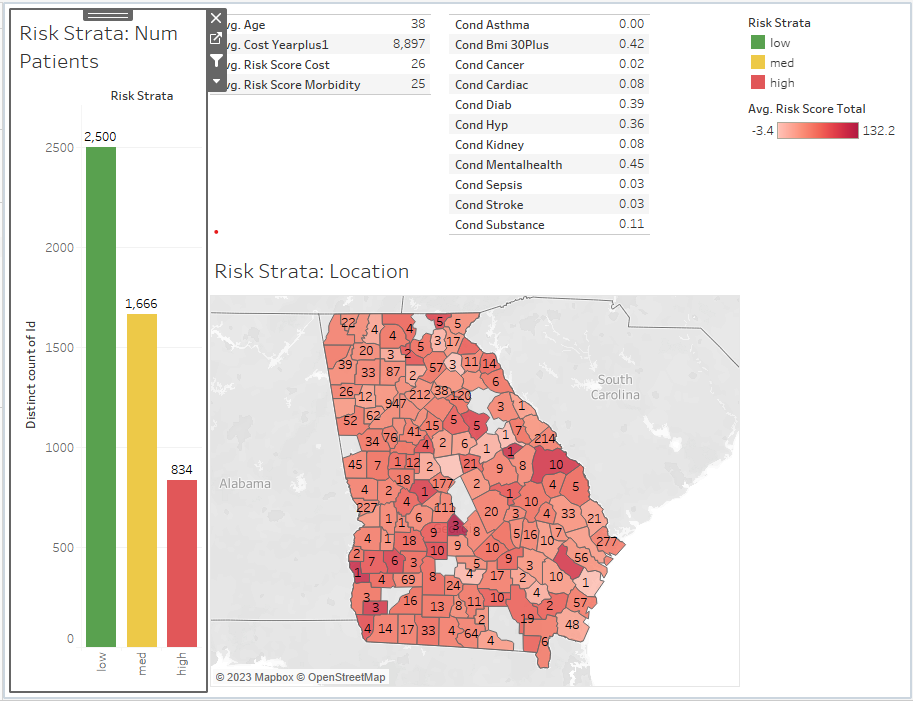 Risk Strata: Num
Patients
Risk Strata
2,500
1,666
834
2500
2000
1500
1000
500
0
Distinct count of Id
low
med
high
vg. Age 38
vg. Cost Yearplus1 8,897
vg. Risk Score Cost 26
vg. Risk Score Morbidity 25
Cond Asthma 0.00
Cond Bmi 30Plus 0.42
Cond Cancer 0.02
Cond Cardiac 0.08
Cond Diab 0.39
Cond Hyp 0.36
Cond Kidney 0.08
Cond Mentalhealth 0.45
Cond Sepsis 0.03
Cond Stroke 0.03
Cond Substance 0.11
Risk Strata
low
med
high
Avg. Risk Score Total
-3.4 132.2
Risk Strata: Location
South
Carolina
Alabama
22 4 4 4 5 5
39 20 3 2 5 3 17
33 87 2 57 3 11 14
26 12 947 212 38 120 6
52 62 41 15 5 5 3 1
34 76 4 2 6 1 1 7 214
45 7 1 12 2 21 9 1 8 10
4 2 18 1 177 2 1 4 5
227 4 111 20 3 10 4 33 21
1 1 6 9 3 8 5 16 10 7 277
4 1 18 10 9 10 9 56
2 7 6 3 5 3
1 4 69 8 24 4 17 2 10 1
3 3 16 13 8 11 10 4 2 57
4 14 17 33 4 64 2 4 19 48
6
© 2023 Mapbox © OpenStreetMap